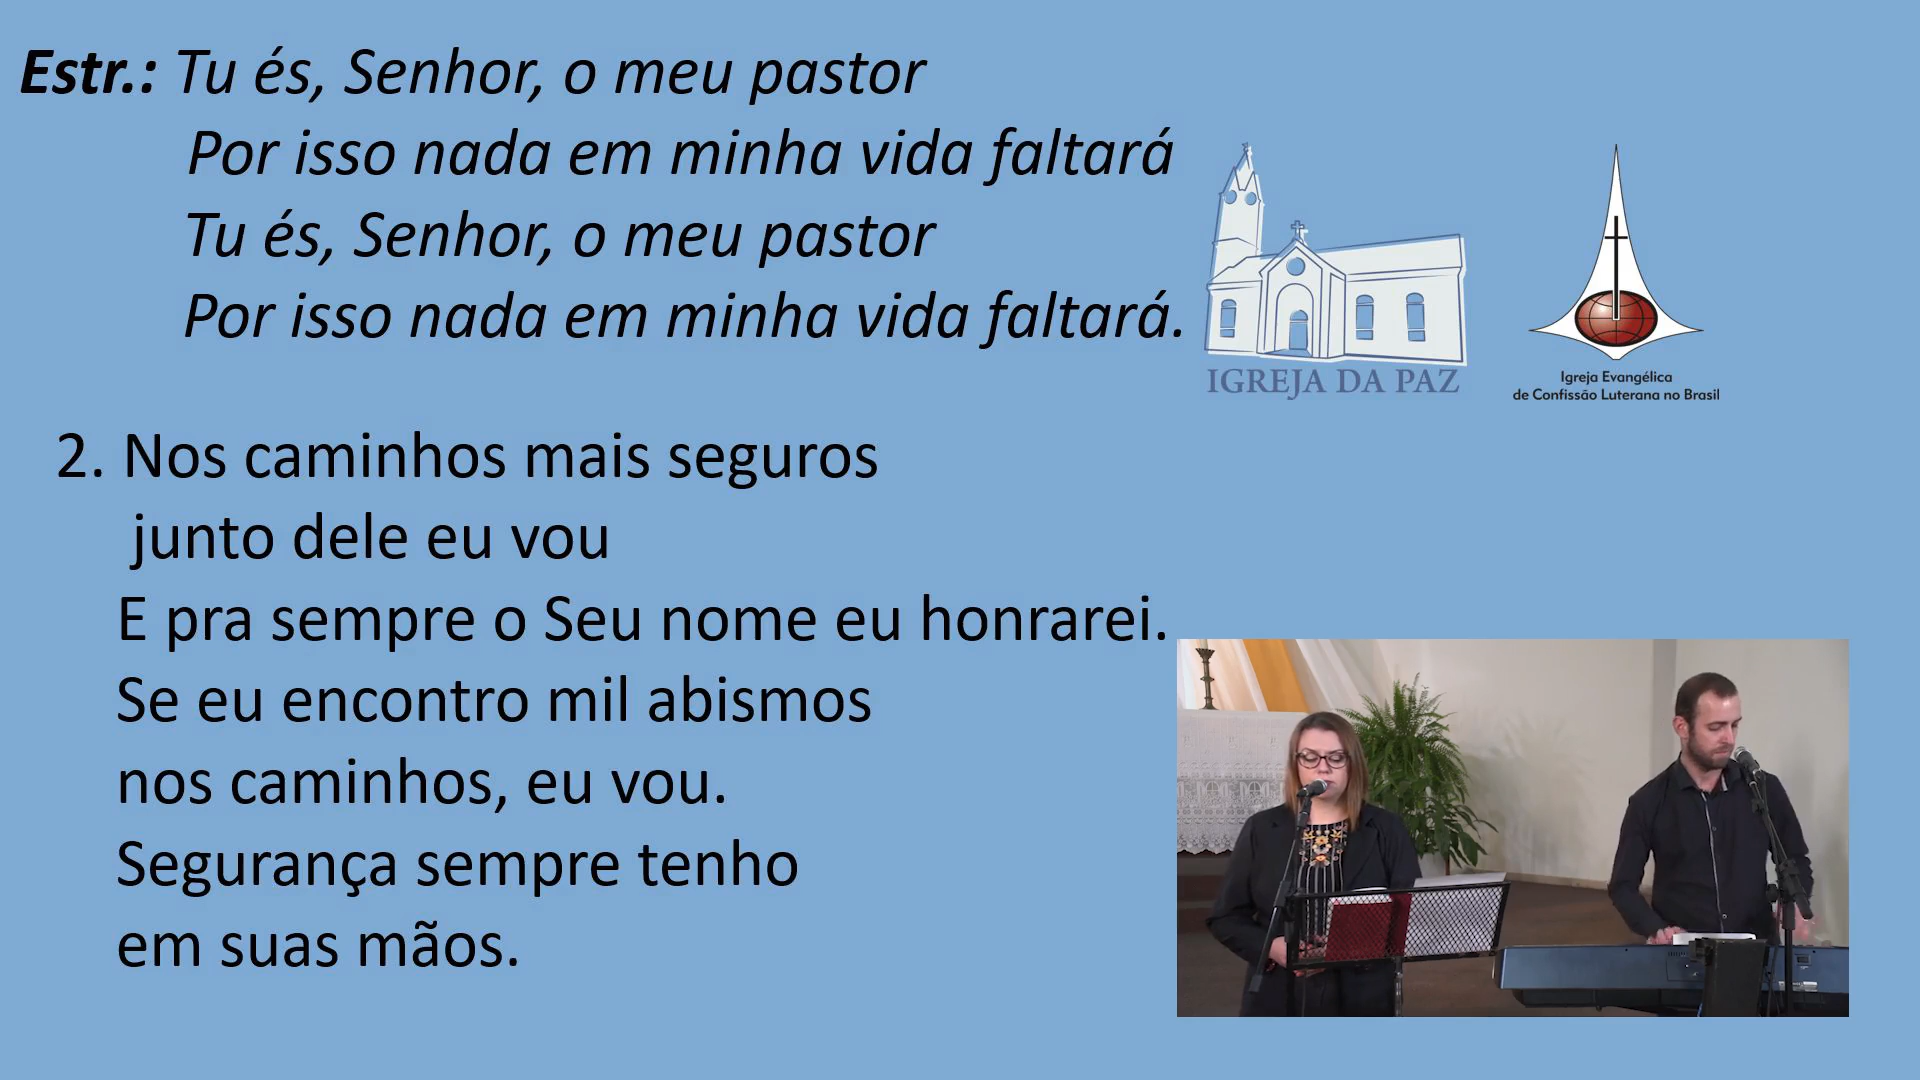 Estr.: Tu és, Senhor, o meu pastor
Por isso nada em minha vida faltará
Tu és, Senhor, o meu pastor
Por isso nada em minha vida faltará.
IGREJA DA PAZ
Igreja Evangélica
de Confissão Luterana no Brasil
2. Nos caminhos mais seguros
junto dele eu vou
E pra sempre o Seu nome eu honrarei.
Se eu encontro mil abismos
nos caminhos, eu vou.
Segurança sempre tenho
em suas mãos.